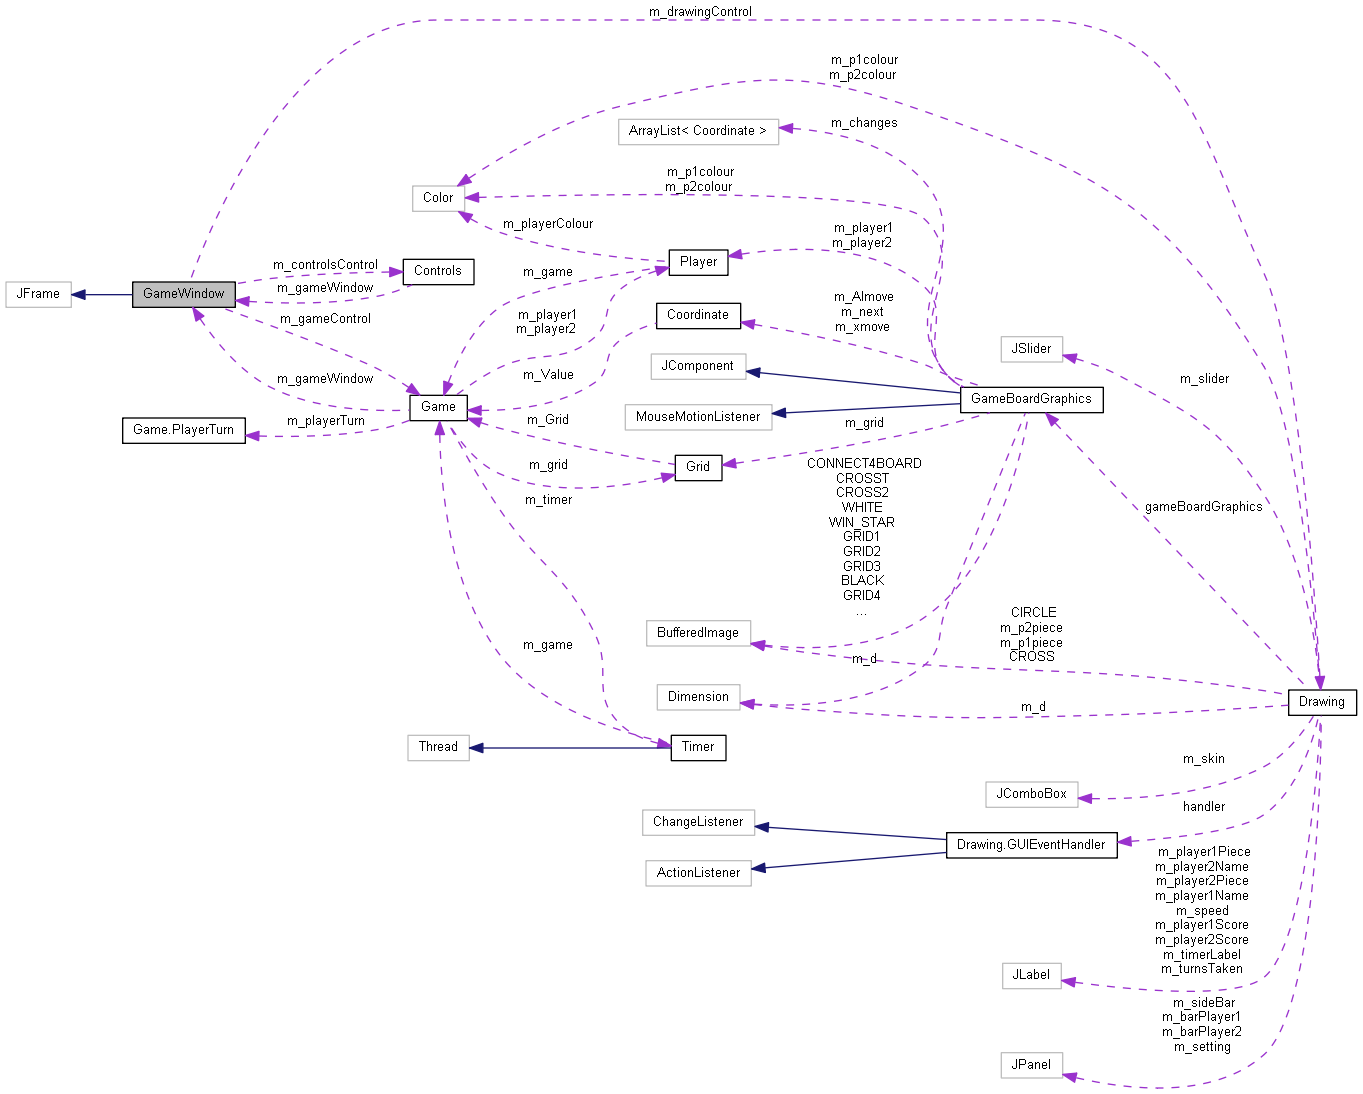 m_drawingControl
m_p1colour
m_p2colour
ArrayList< Coordinate >
m_changes
m_p1colour
m_p2colour
Color
m_playerColour
m_player1
m_player2
Player
m_controlsControl
Controls
m_game
m_gameWindow
JFrame
GameWindow
m_AImove
m_next
m_xmove
m_gameControl
m_player1
m_player2
Coordinate
JSlider
JComponent
m_Value
m_gameWindow
m_slider
GameBoardGraphics
Game
MouseMotionListener
m_playerTurn
m_Grid
m_grid
Game.PlayerTurn
m_grid
Grid
CONNECT4BOARD
CROSST
CROSS2
WHITE
WIN_STAR
GRID1
GRID2
GRID3
BLACK
GRID4
...
m_timer
gameBoardGraphics
CIRCLE
m_p2piece
m_p1piece
CROSS
BufferedImage
m_game
m_d
Dimension
m_d
Drawing
Thread
Timer
m_skin
JComboBox
handler
ChangeListener
Drawing.GUIEventHandler
ActionListener
m_player1Piece
m_player2Name
m_player2Piece
m_player1Name
m_speed
m_player1Score
m_player2Score
m_timerLabel
m_turnsTaken
JLabel
m_sideBar
m_barPlayer1
m_barPlayer2
m_setting
JPanel